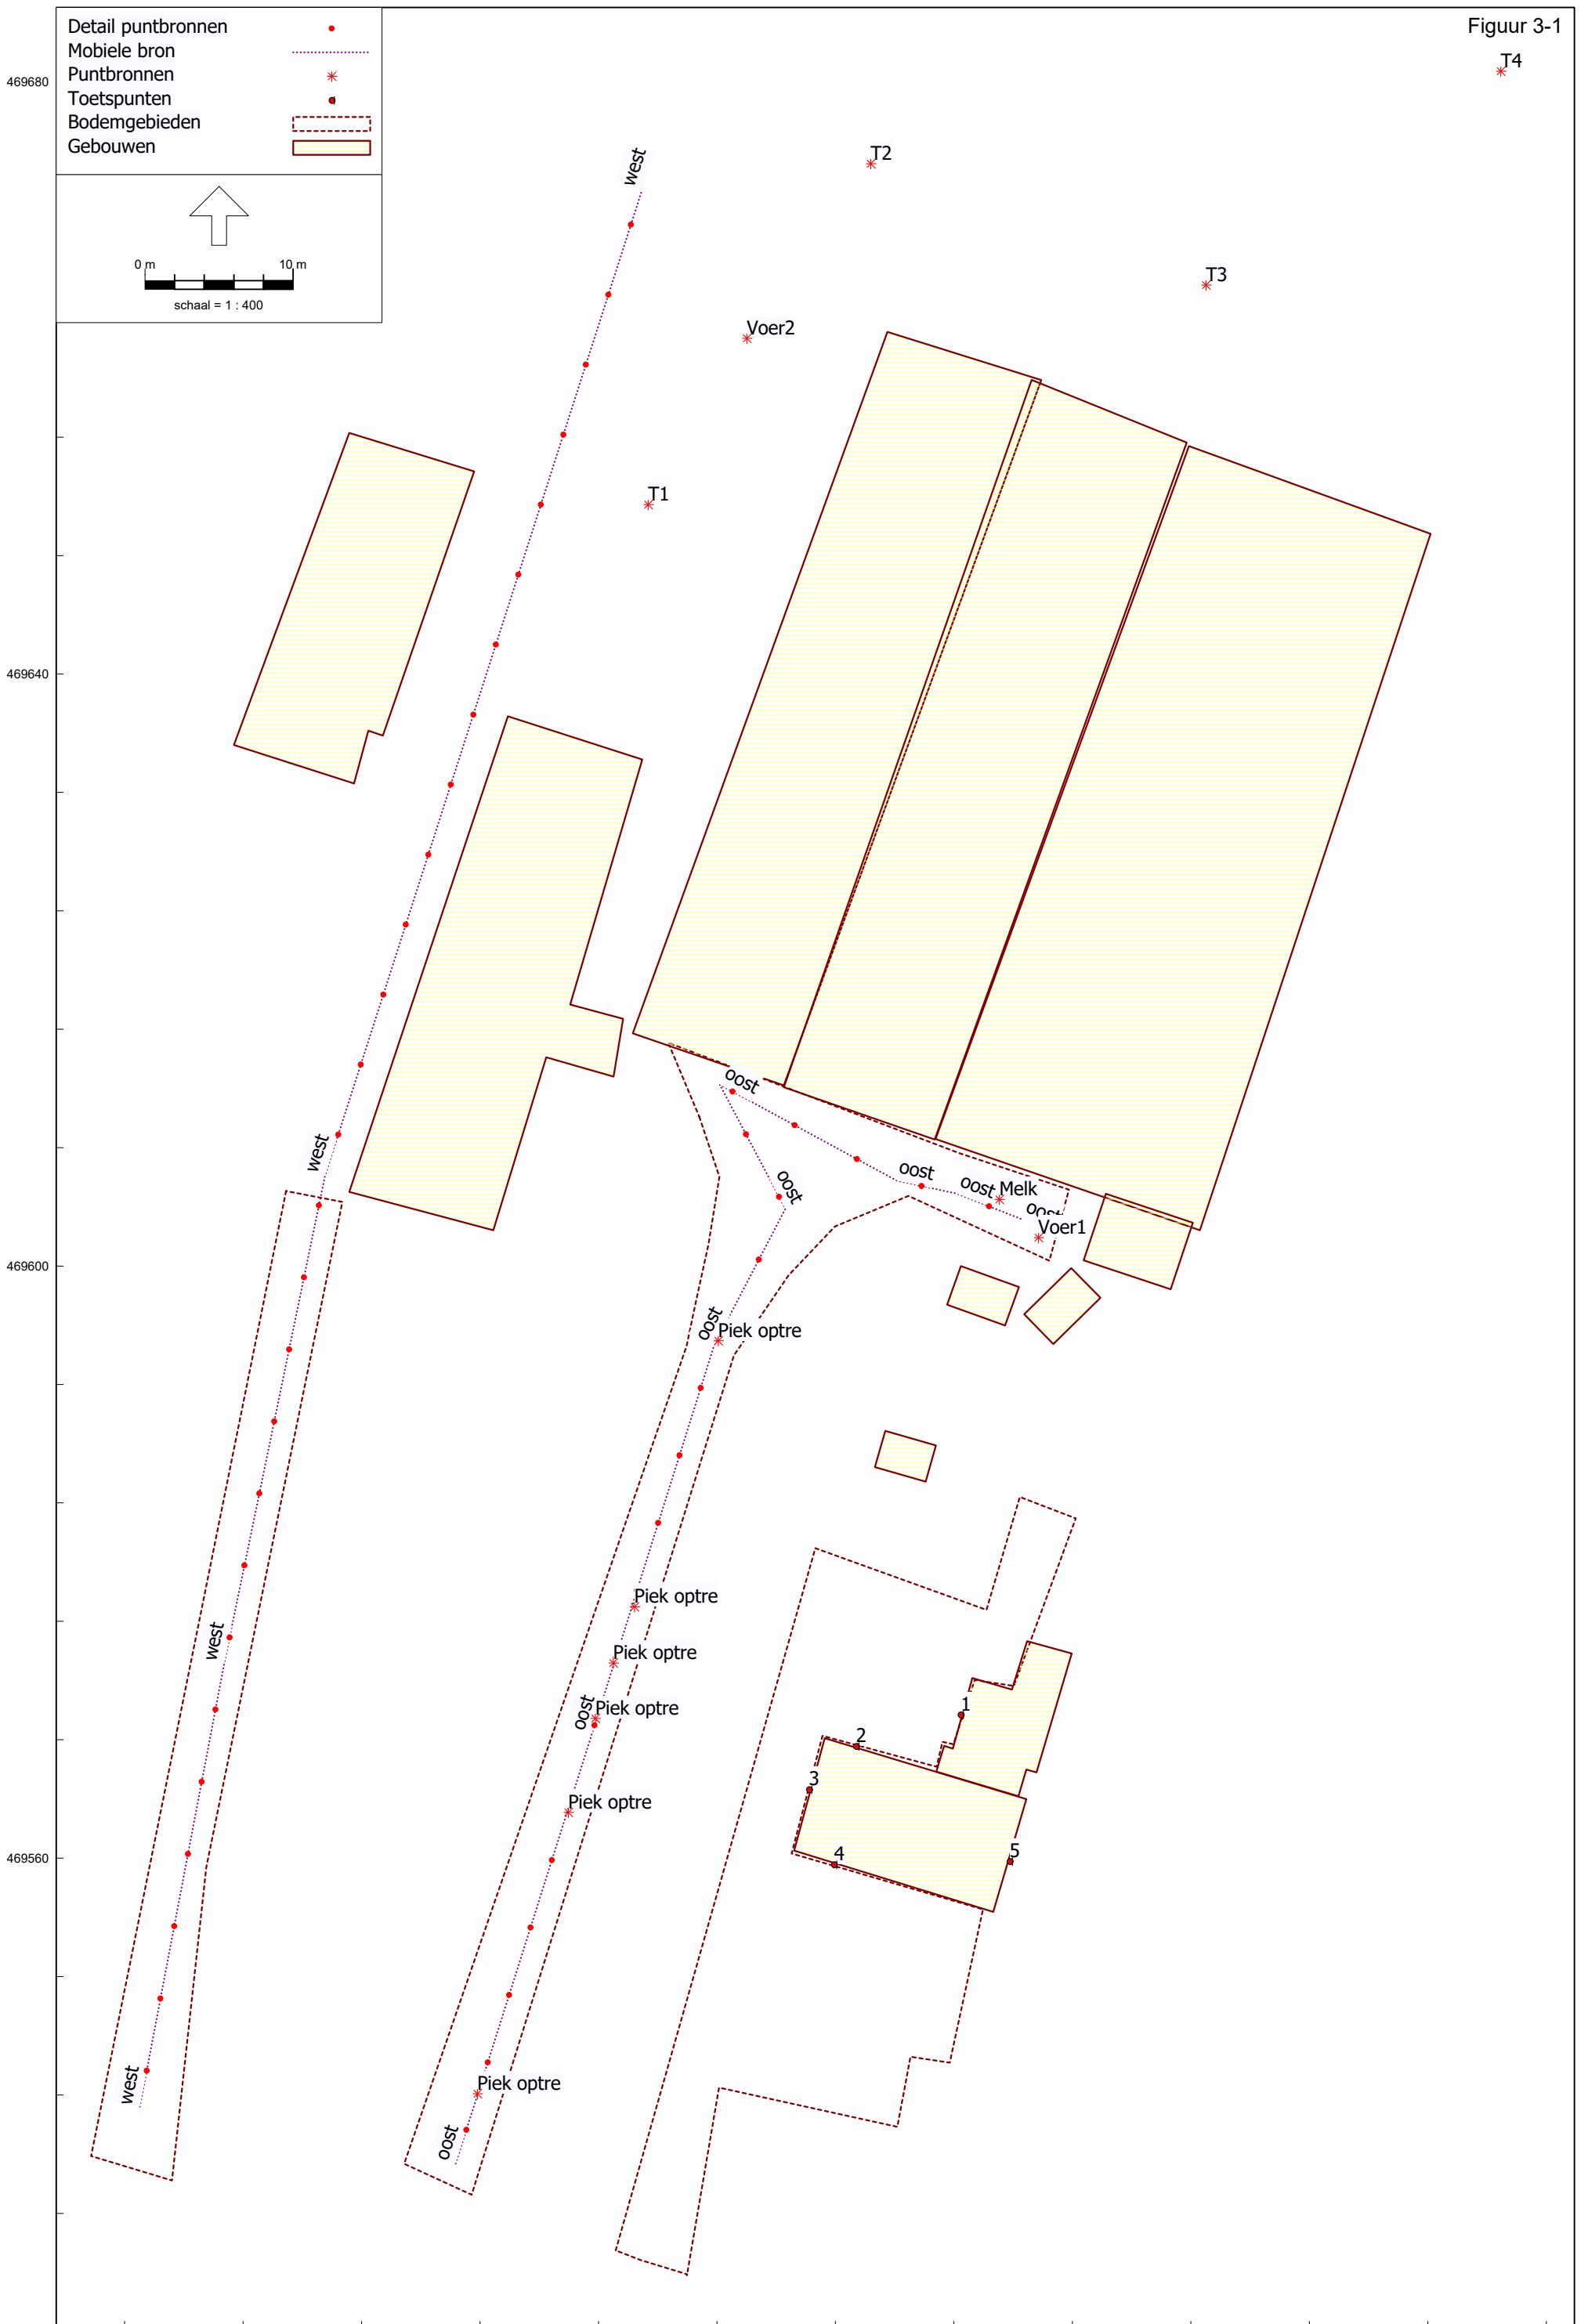 Figuur 3-1
Detail puntbronnen
Mobiele bron
Puntbronnen
Toetspunten
Bodemgebieden
Gebouwen
0 m
10 m
schaal = 1 : 400
469680
T4
T2
west
T3
Voer2
T1
469640
oost
west
oost
oost
oost
Melk
oost
Voer1
469600
oost
Piek optre
Piek optre
west
Piek optre
oost
Piek optre
1
2
3
Piek optre
4
5
469560
west
Piek optre
oost